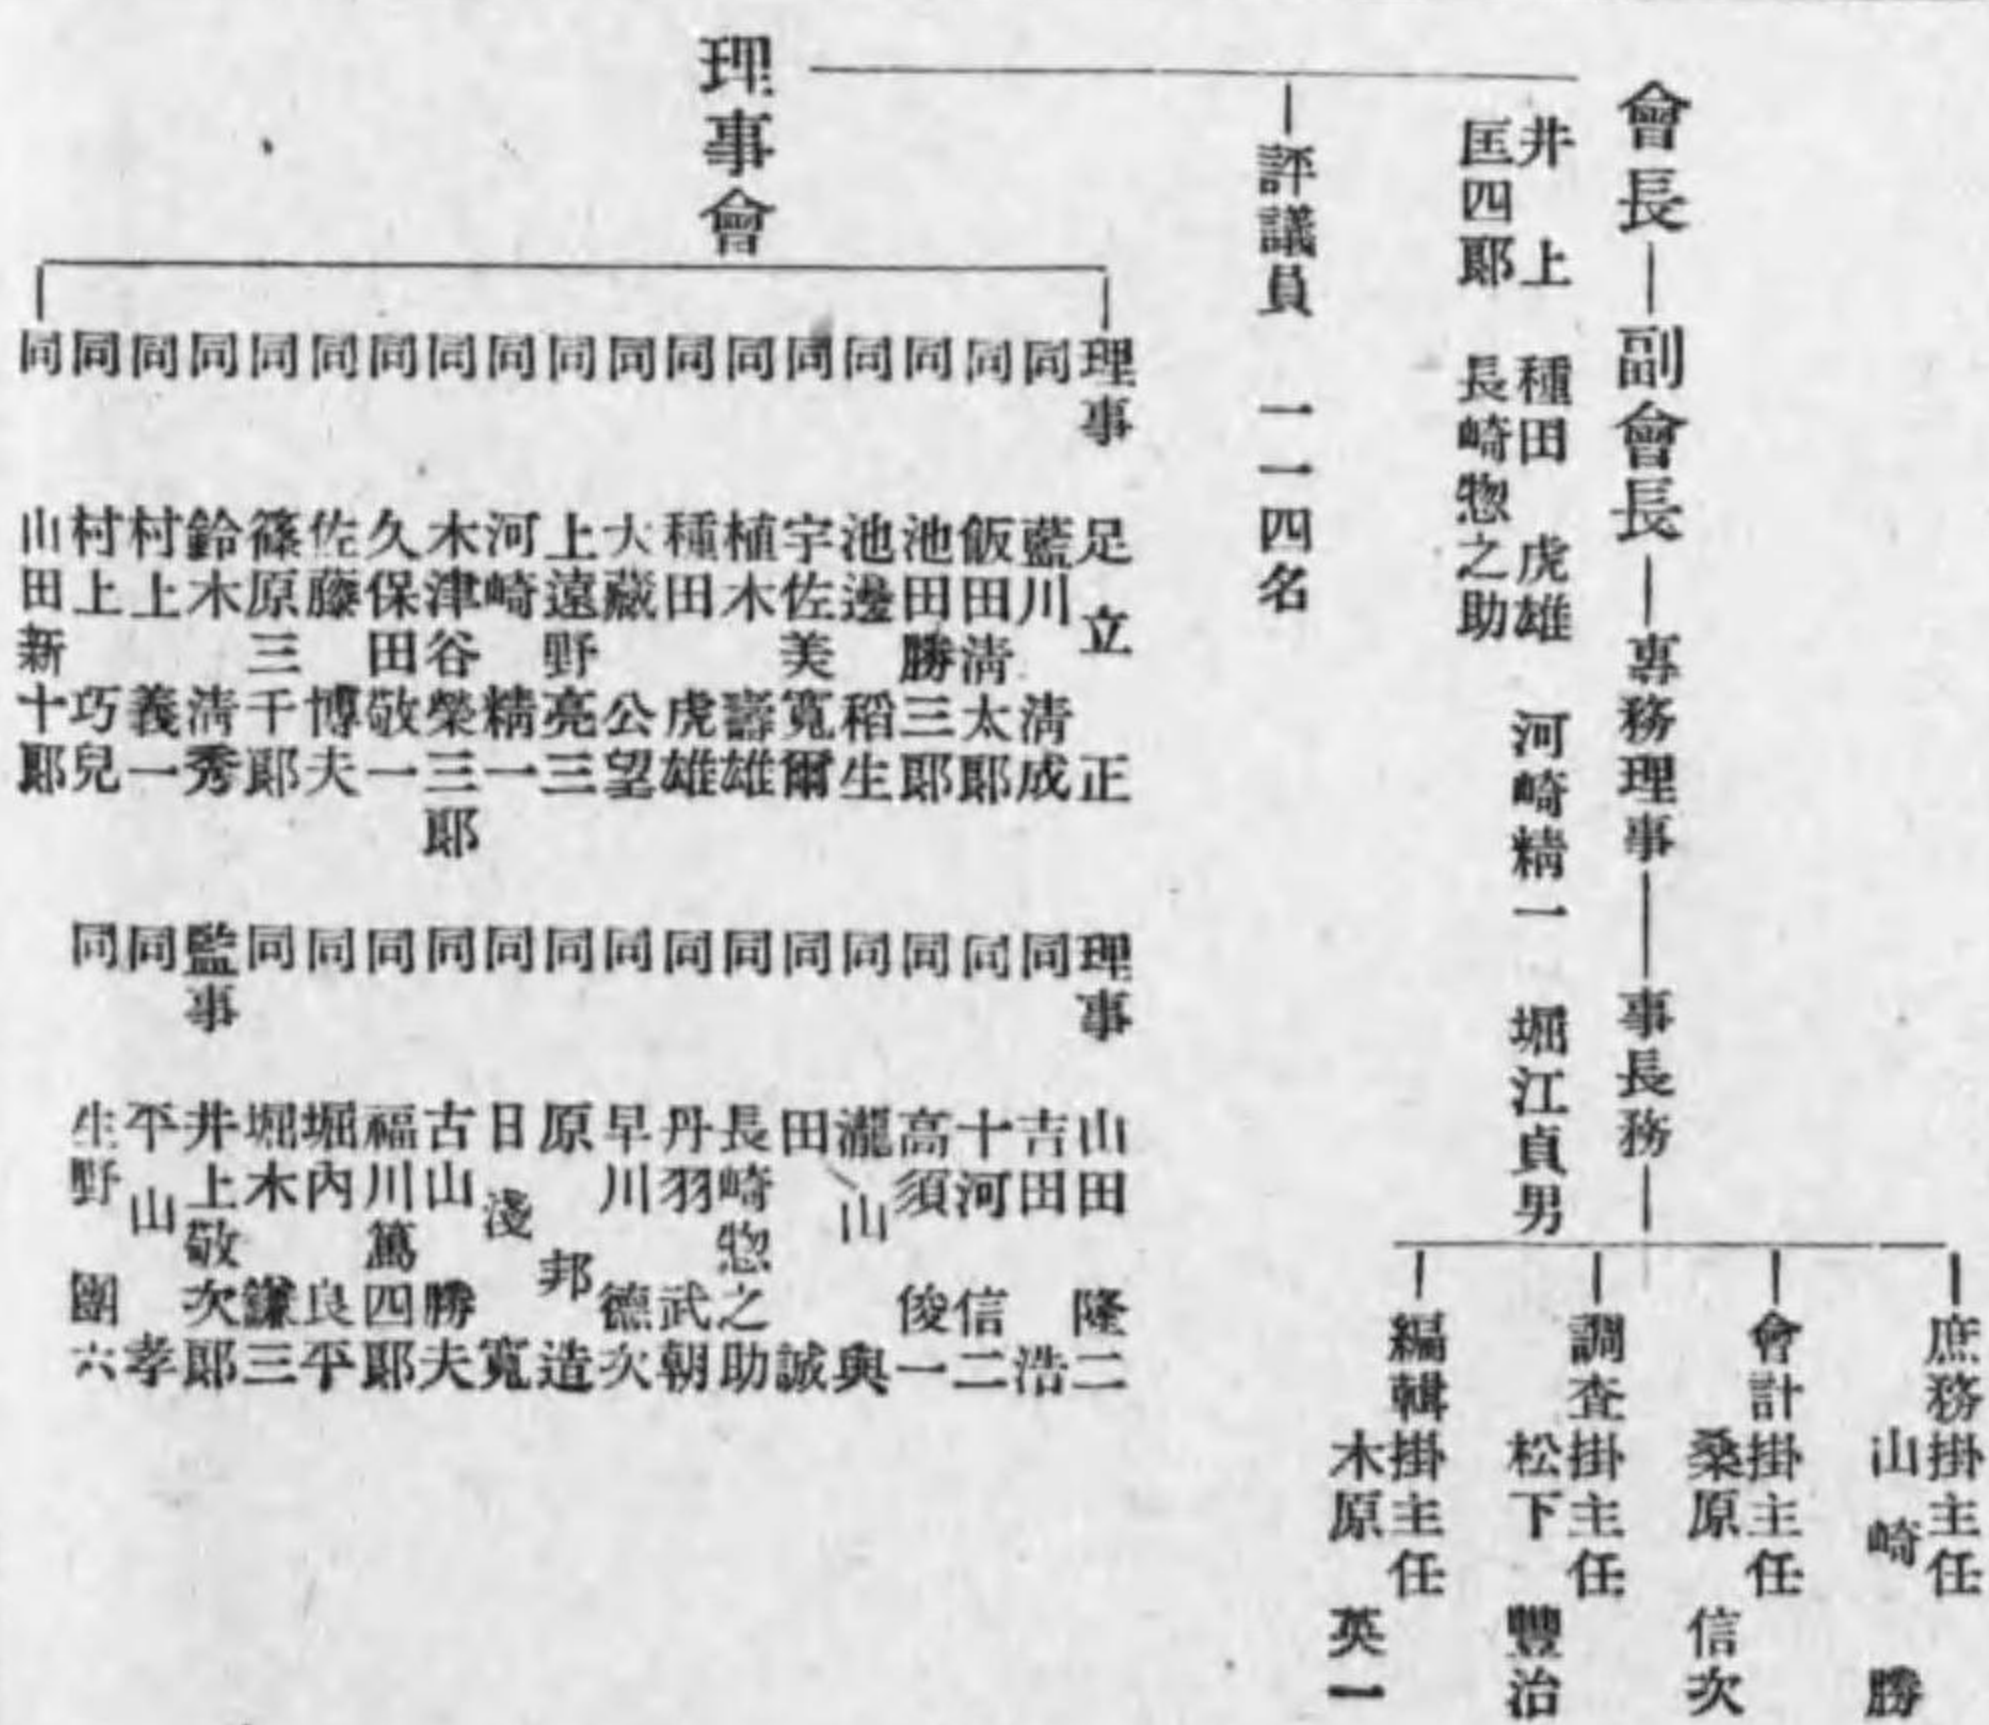 會長―副會長―專務理事―事長務
井上匡四郎
種田虎雄
長崎惣之助
河崎精一
堀江貞男
庶務掛主任
山崎勝
會計掛主任
桑原信次
調査掛主任
松下豐治
編輯掛主任
木原英一
評議員 一一四名
理事會
理事 足立正
同 藍川淸成
同 飯田淸太郎
同 池田勝三郎
同 池邊稻生
同 宇佐美寬爾
同 植木壽雄
同 種田虎雄
同 大藏公望
同 上遠野亮三
同 河崎精一
同 木津谷榮三郎
同 久保田敬一
同 佐藤博夫
同 篠原三千郎
同 鈴木淸秀
同 村上義一
同 村上巧兒
同 山田新十郎
理事 山田隆二
同 吉田浩
同 十河信二
同 高須俊一
同 瀧山與
同 田誠
同 長崎惣之助
同 丹羽武朝
同 早川德次
同 原邦造
同 日淺寬
同 古山勝夫
同 福川篤四郎
同 堀內良平
同 堀木鎌三
監事 井上敬次郎
同 平山孝
同 生野團六